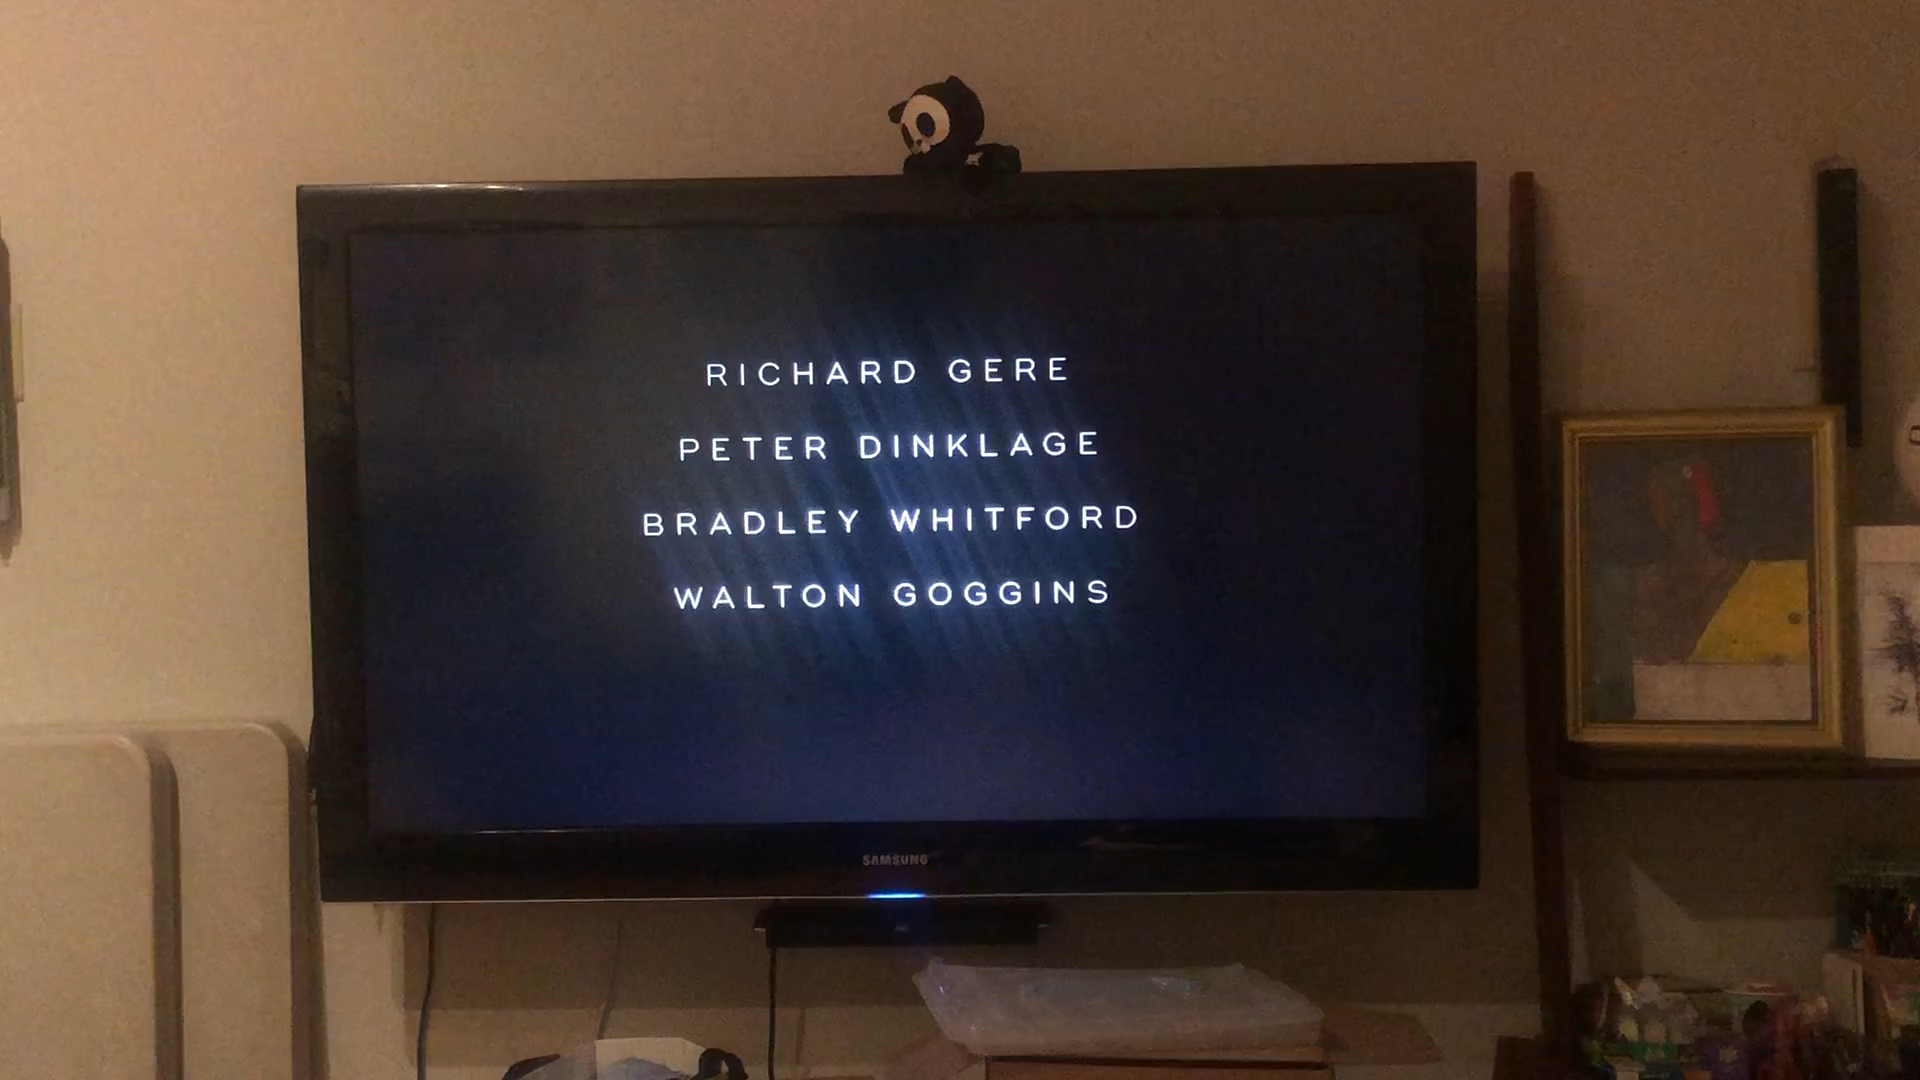 RICHARD GERE
PETER DINKLAGE
BRADLEY WHITFORD
WALTON GOGGINS
SAMSUNG